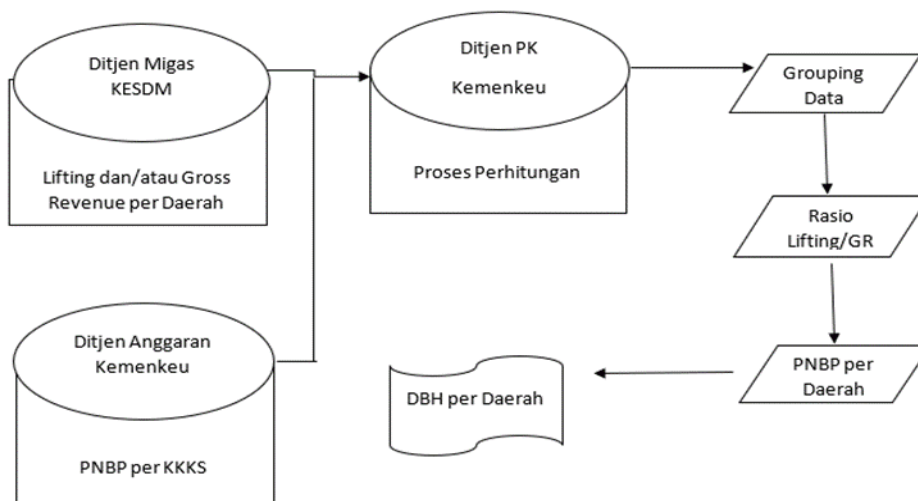 Ditjen Migas
KESDM
Lifting dan/atau Gross
Revenue per Daerah
Ditjen PK
Kemenkeu
Proses Perhitungan
Grouping
Data
Rasio
Lifting/GR
PNBP per
Daerah
DBH per Daerah
Ditjen Anggaran
Kemenkeu
PNBP per KKKS